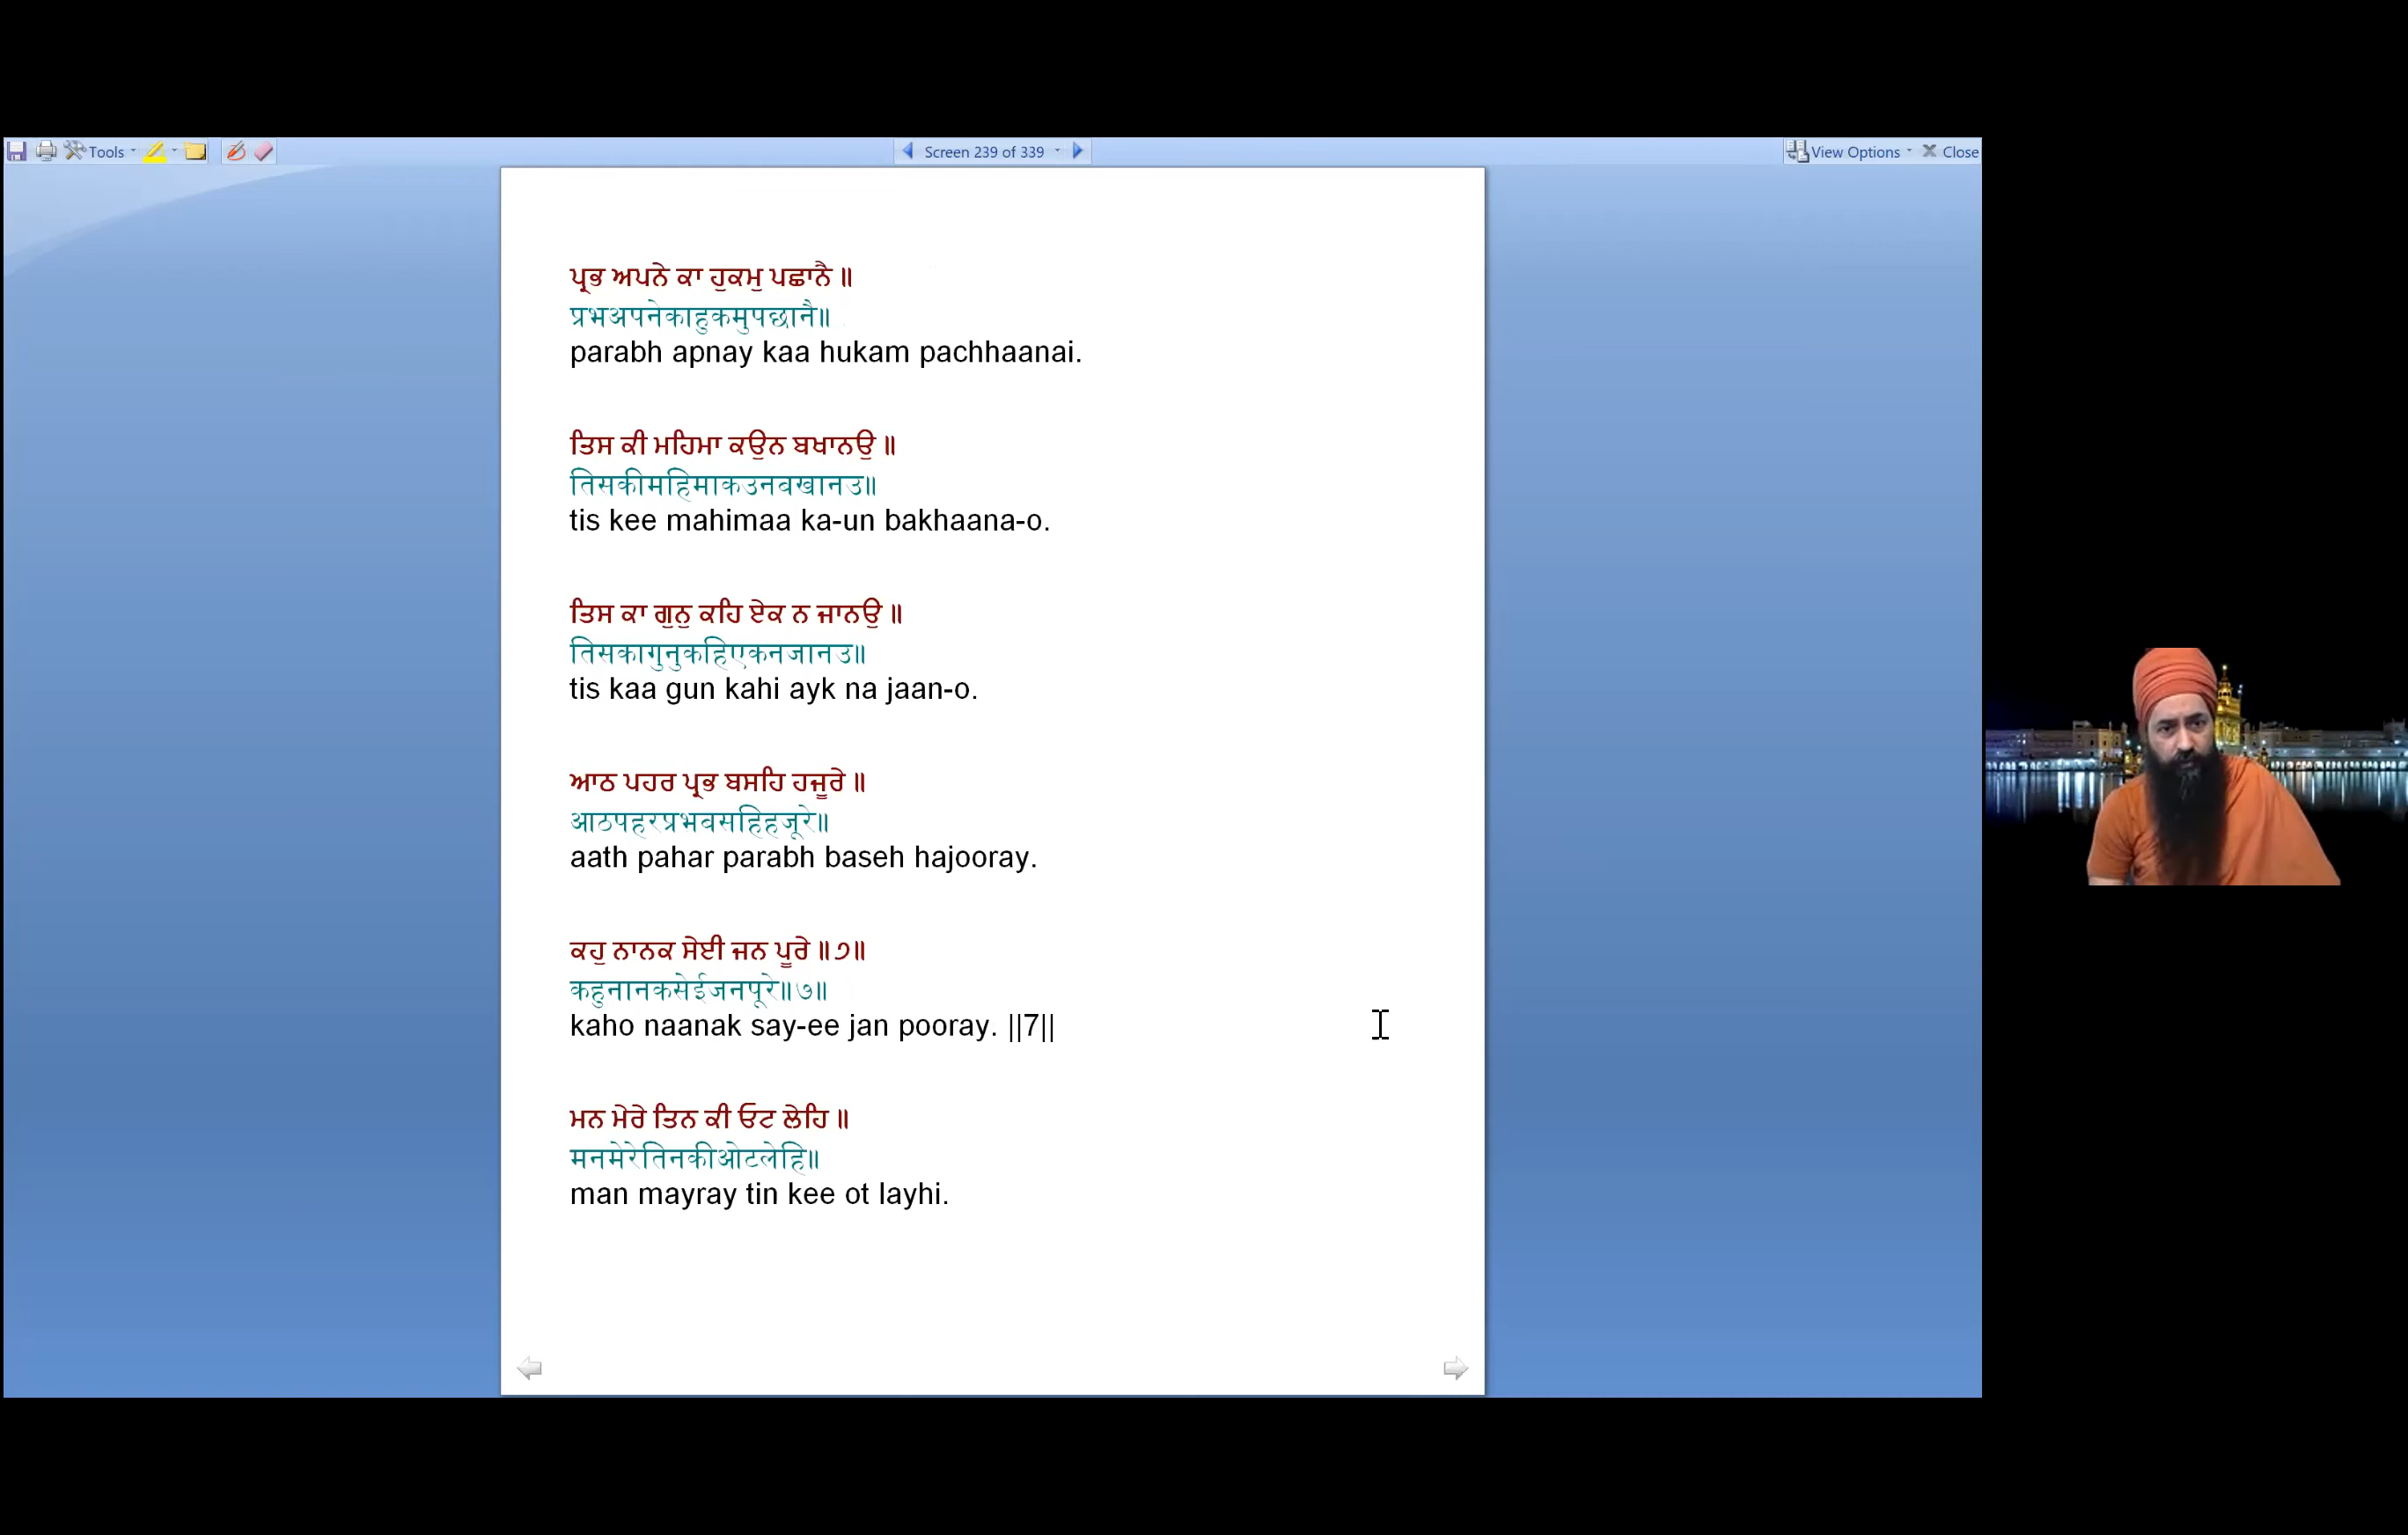 Tools
Screen 239 of 339
View Options
Close
ਪ੍ਰਭ ਅਪਨੇ ਕਾ ਹੁਕਮੁ ਪਛਾਨੈ ॥
प्रभअपनेकाहुकमुपछानै॥
parabh apnay kaa hukam pachhaanai.
ਤਿਸ ਕੀ ਮਹਿਮਾ ਕਉਨ ਬਖਾਨਉ ॥
तिसकीमहिमाकउनबखानउ॥
tis kee mahimaa ka-un bakhaana-o.
ਤਿਸ ਕਾ ਗੁਨੁ ਕਹਿ ਏਕ ਨ ਜਾਨਉ ॥
तिसकागुनुकहिएकनजानउ॥
tis kaa gun kahi ayk na jaan-o.
ਆਠ ਪਹਰ ਪ੍ਰਭ ਬਸਹਿ ਹਜੂਰੇ ॥
आठपहरप्रभबसहिहजूरे॥
aath pahar parabh baseh hajooray.
ਕਹੁ ਨਾਨਕ ਸੇਈ ਜਨ ਪੂਰੇ ॥੭॥
कहुनानकसेईजनपूरे॥७॥
kaho naanak say-ee jan pooray. ||7||
ਮਨ ਮੇਰੇ ਤਿਨ ਕੀ ਓਟ ਲੇਹਿ ॥
मनमेरेतिनकीओटलेहि॥
man mayray tin kee ot layhi.